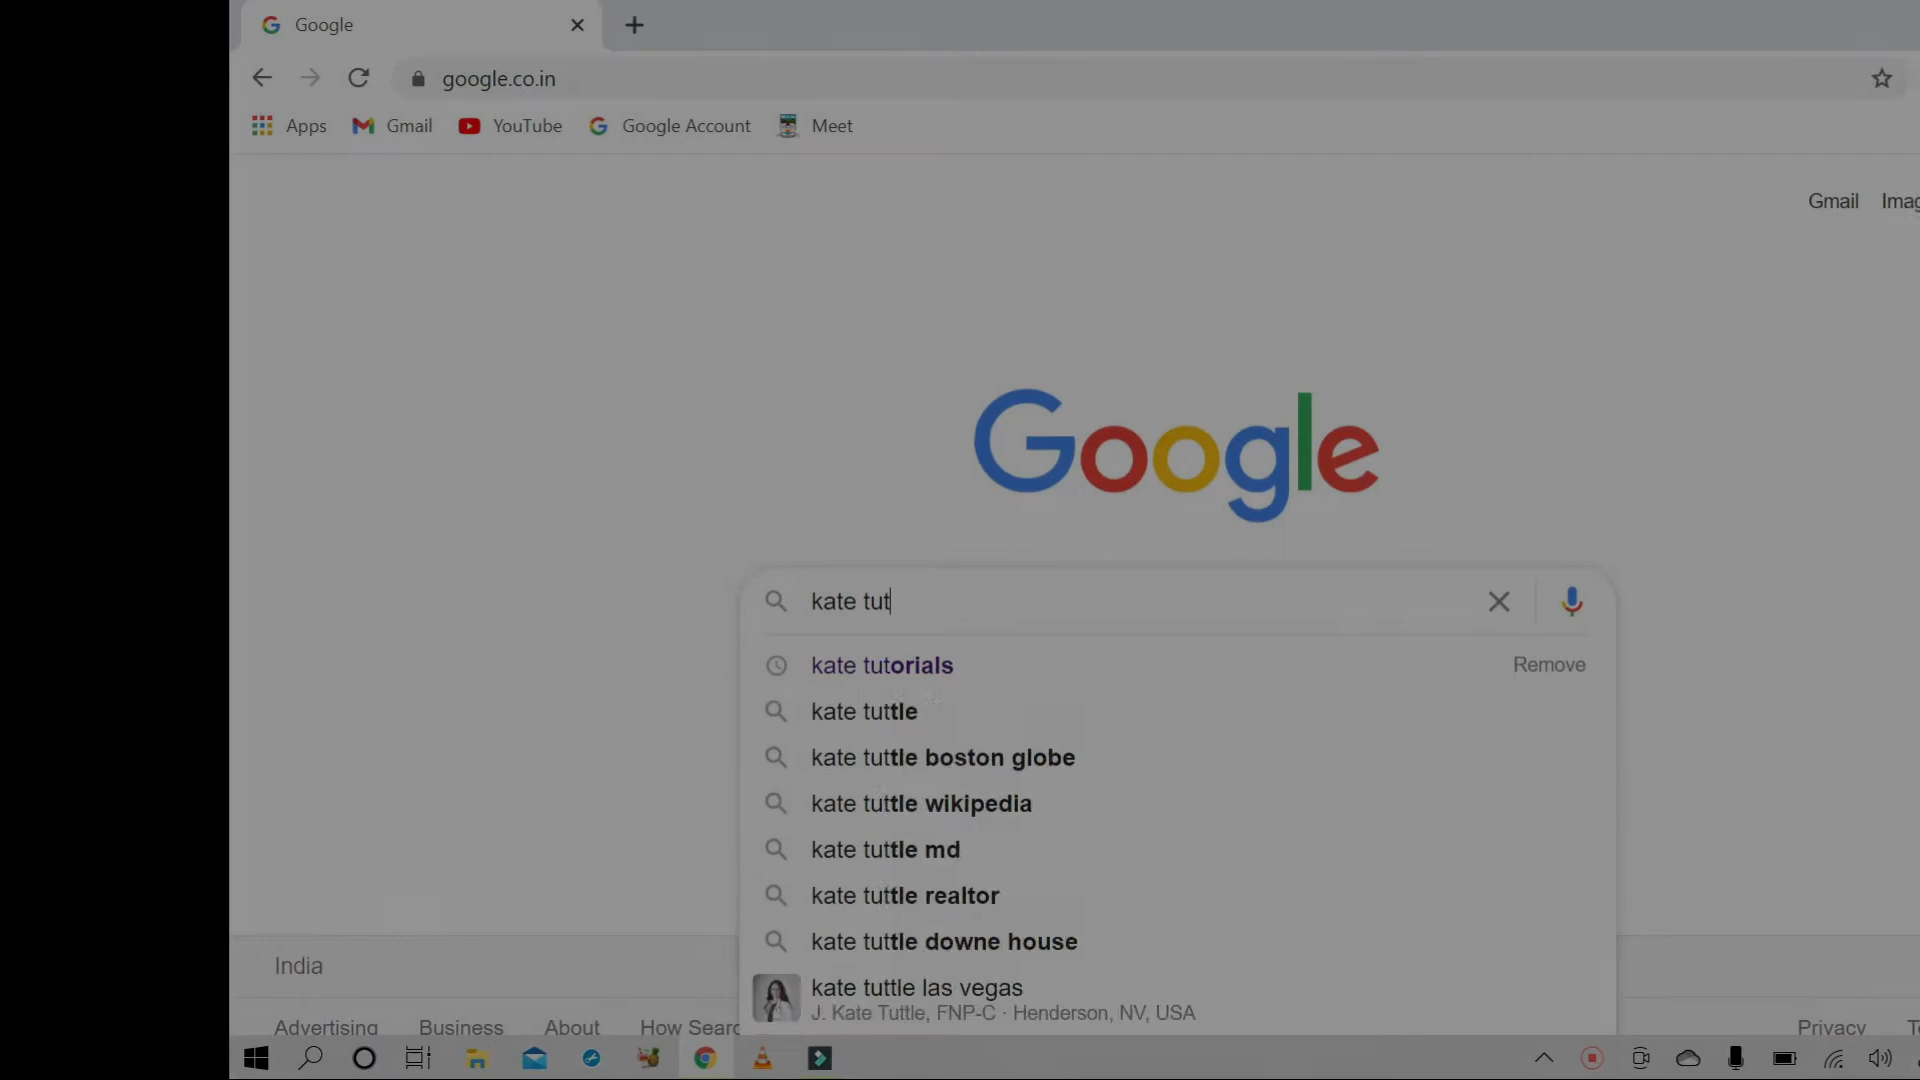 Google
google.co.in
Apps Gmail YouTube Google Account Meet
Gmail
Google
kate tut
kate tutorials Remove
kate tuttle
kate tuttle boston globe
kate tuttle wikipedia
kate tuttle md
kate tuttle realtor
kate tuttle downe house
India
kate tuttle las vegas
J. Kate Tuttle, FNP-C · Henderson, NV, USA
Advertising Business About How Searc Privacy